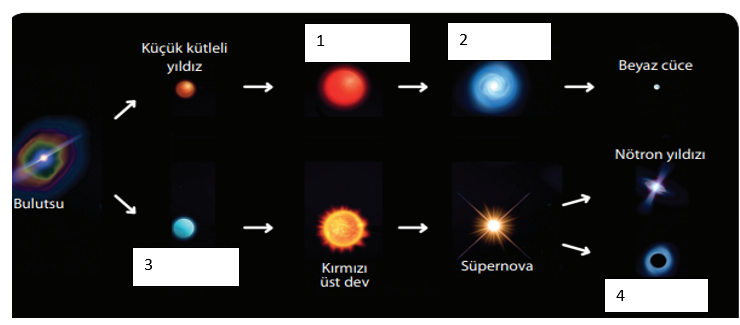 Küçük kütleli
yıldız
1
2
Beyaz cüce
Bulutsu
Nötron yıldızı
3
Kırmızı
üst dev
Süpernova
4